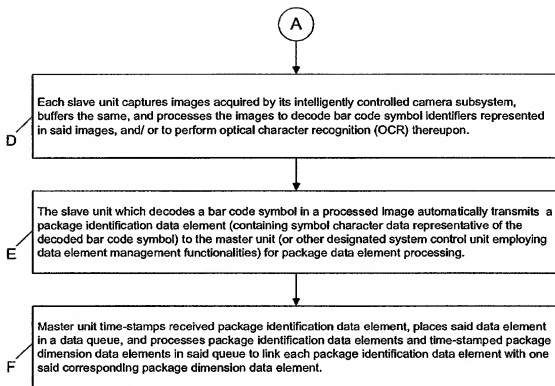 A
Each slave unit captures images acquired by its intelligently controlled camera subsystem,
buffers the same, and processes the images to decode bar code symbol identifiers represented
in said images, and/ or to perform optical character recognition (OCR) thereupon.
D
The slave unit which decodes a bar code symbol in a processed image automatically transmits a
package identification data element (containing symbol character data representative of the
decoded bar code symbol) to the master unit (or other designated system control unit employing
data element management functionalities) for package data element processing.
E
Master unit time-stamps received package identification data element, places said data element
in a data queue, and processes package identification data elements and time-stamped package
dimension data elements in said queue to link each package identification data element with one
said corresponding package dimension data element.
F